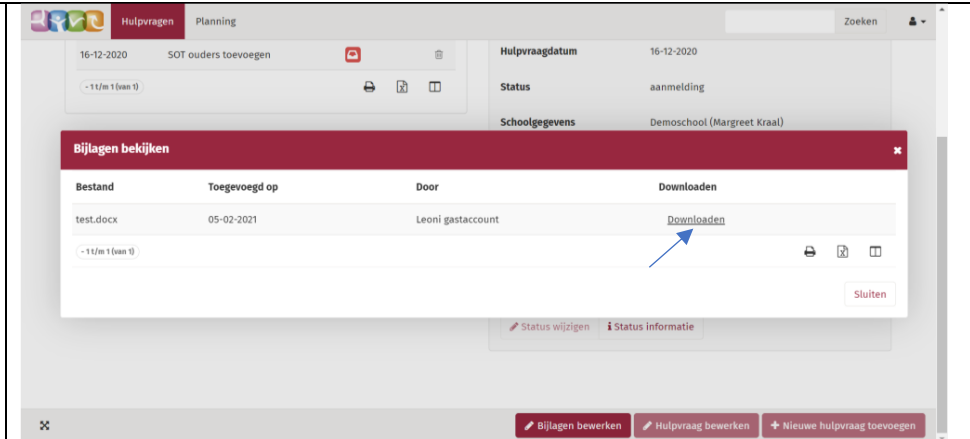 Hulpvragen Planning Zoeken
16-12-2020 SOT ouders toevoegen
- 1 t/m 1 (van 1)
Hulpvraagdatum 16-12-2020
Status aanmelding
Schoolgegevens Demoschool (Margreet Kraal)
Bijlagen bekijken
Bestand Toegevoegd op Door Downloaden
test.docx 05-02-2021 Leoni gastaccount Downloaden
- 1 t/m 1 (van 1)
Sluiten
Status wijzigen i Status informatie
Bijlagen bewerken Hulpvraag bewerken + Nieuwe hulpvraag toevoegen